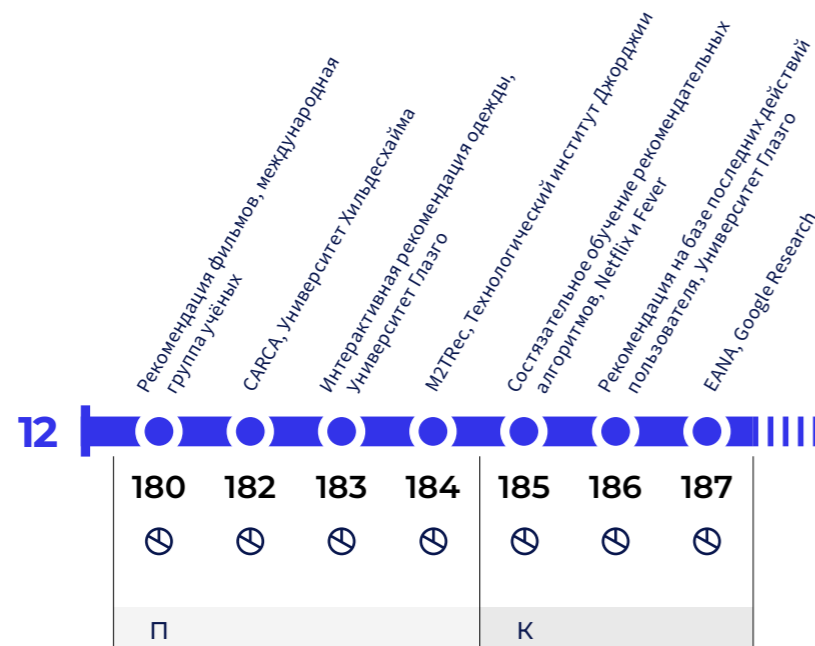 Рекомендация фильмов, международная
группа учёных
CARCA, Университет Хильдесхайма
Интерактивная рекомендация одежды,
Университет Глазго
M2TRec, Технологический институт Джорджии
Состязательное обучение рекомендательных
алгоритмов, Netflix и Fever
Рекомендация на базе последних действий
пользователя, Университет Глазго
EANA, Google Research
12
180 182 183 184 185 186 187
П К